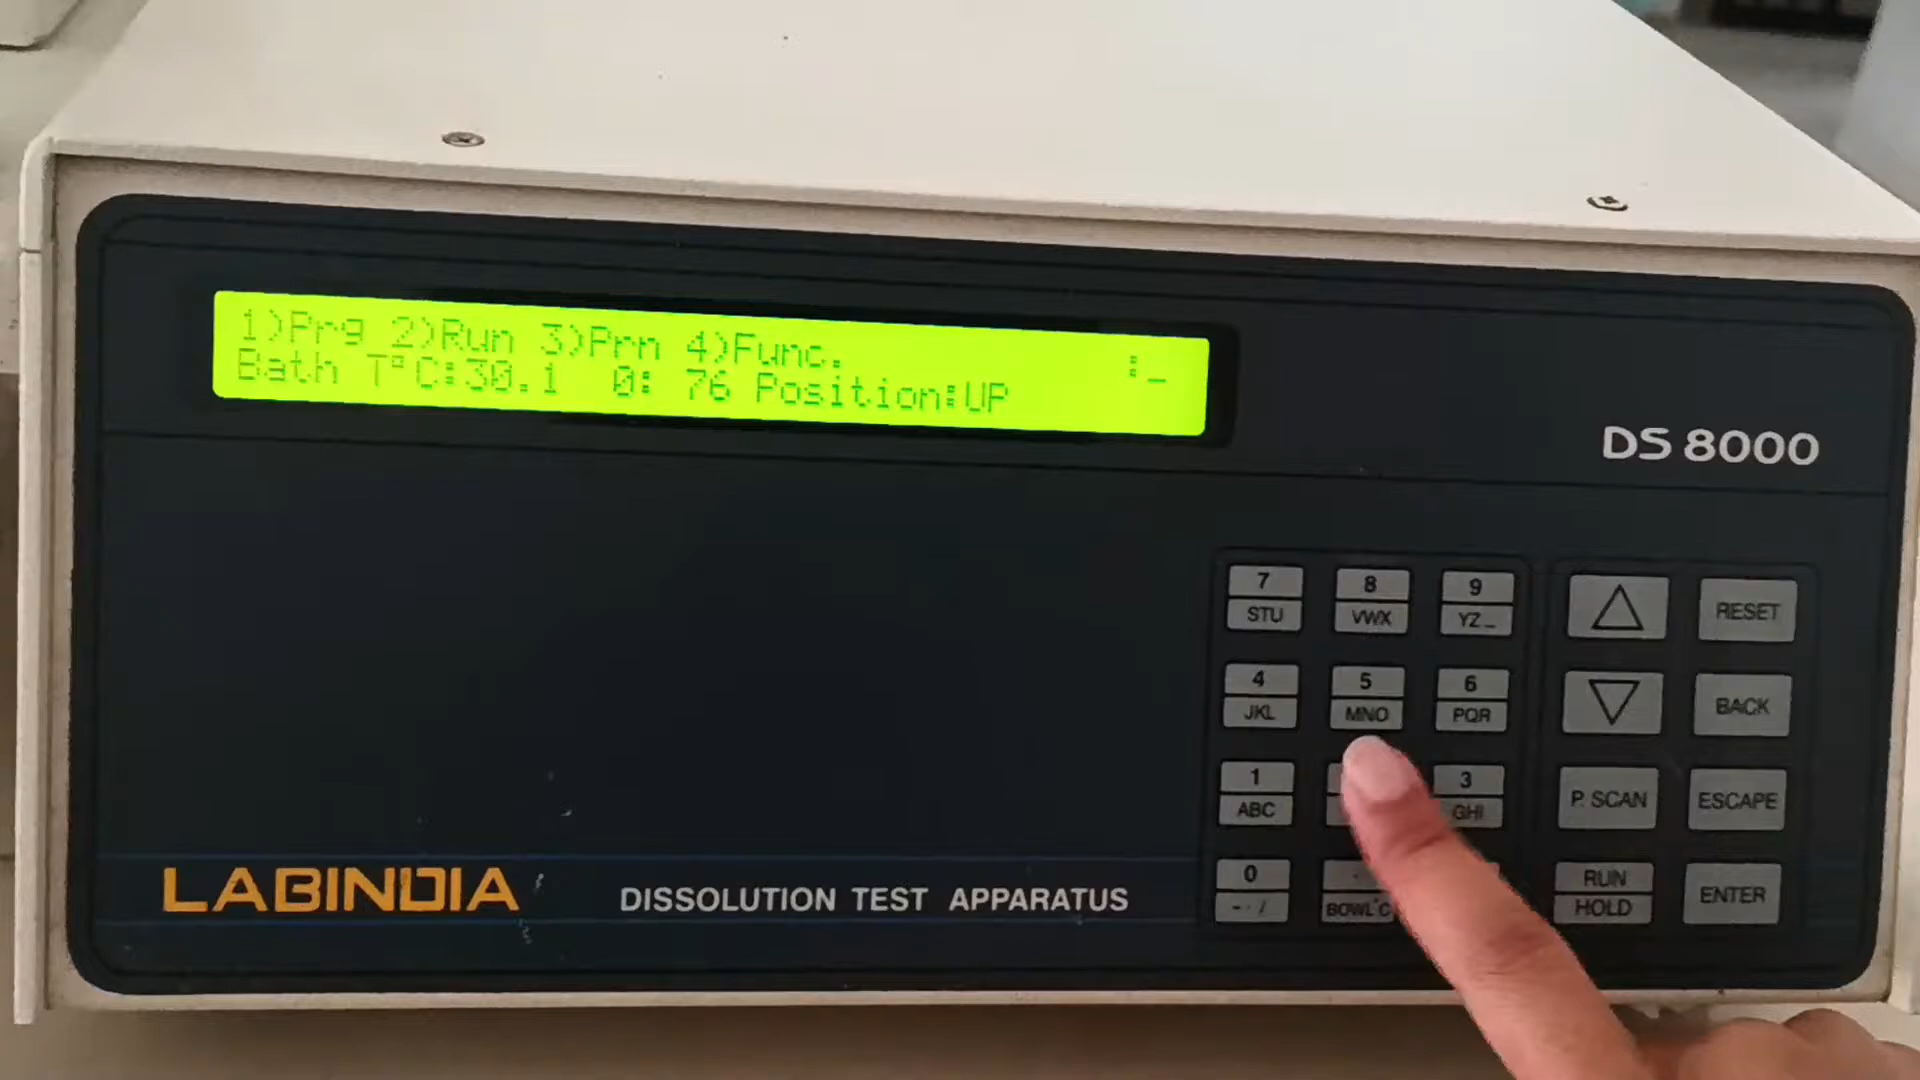 1)Prg 2)Run 3)Prn 4)Func. :_
Bath T°C:30.1 0: 76 Position:UP
DS 8000
7 8 9
STU VWX YZ_
4 5 6
JKL MNO PQR
1 3
ABC GHI
0 .
- · / BOWL°C
RESET
BACK
P. SCAN ESCAPE
RUN
HOLD ENTER
LABINDIA DISSOLUTION TEST APPARATUS